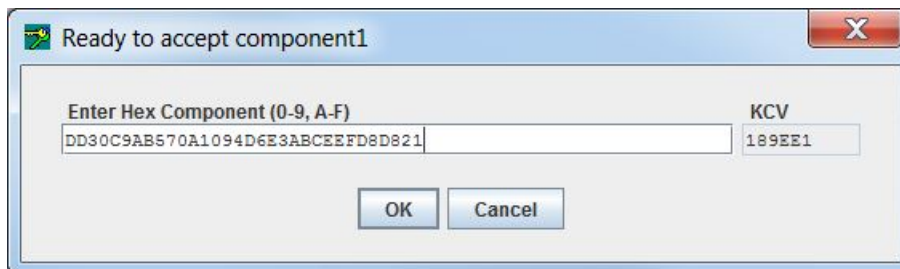 Ready to accept component1
Enter Hex Component (0-9, A-F) KCV
DD30C9AB570A1094D6E3ABCEEFD8D821 189EE1
OK Cancel